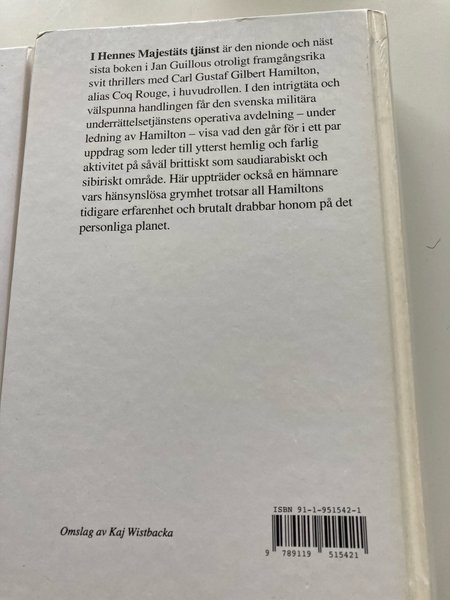 I Hennes Majestäts tjänst är den nionde och näst
sista boken i Jan Guillous otroligt framgångsrika
svit thrillers med Carl Gustaf Gilbert Hamilton,
alias Coq Rouge, i huvudrollen. I den intrigtäta och
välspunna handlingen får den svenska militära
underrättelsetjänstens operativa avdelning – under
ledning av Hamilton – visa vad den går för i ett par
uppdrag som leder till ytterst hemlig och farlig
aktivitet på såväl brittiskt som saudiarabiskt och
sibiriskt område. Här uppträder också en hämnare
vars hänsynslösa grymhet trotsar all Hamiltons
tidigare erfarenhet och brutalt drabbar honom på det
personliga planet.
Omslag av Kaj Wistbacka
ISBN 91-1-951542-1
9 789119 515421